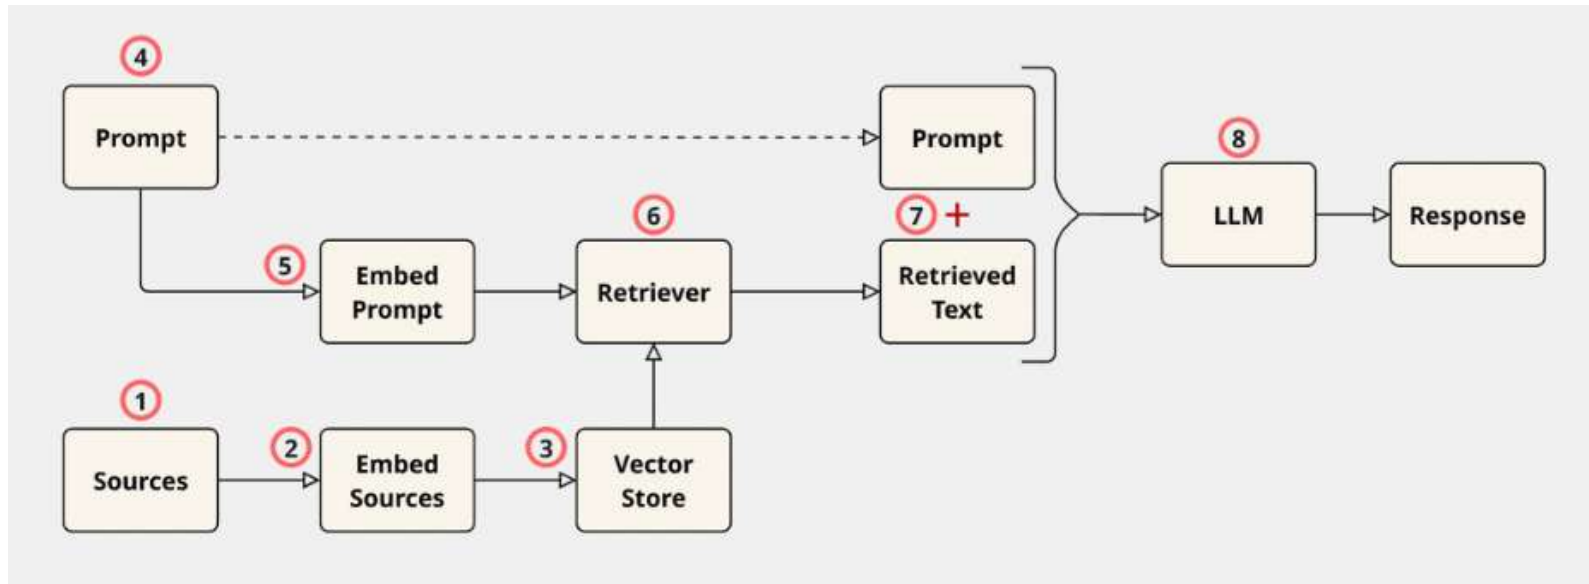 4
Prompt
Prompt
8
6
7 +
LLM
Response
5
Embed
Prompt
Retriever
Retrieved
Text
1
2
3
Sources
Embed
Sources
Vector
Store